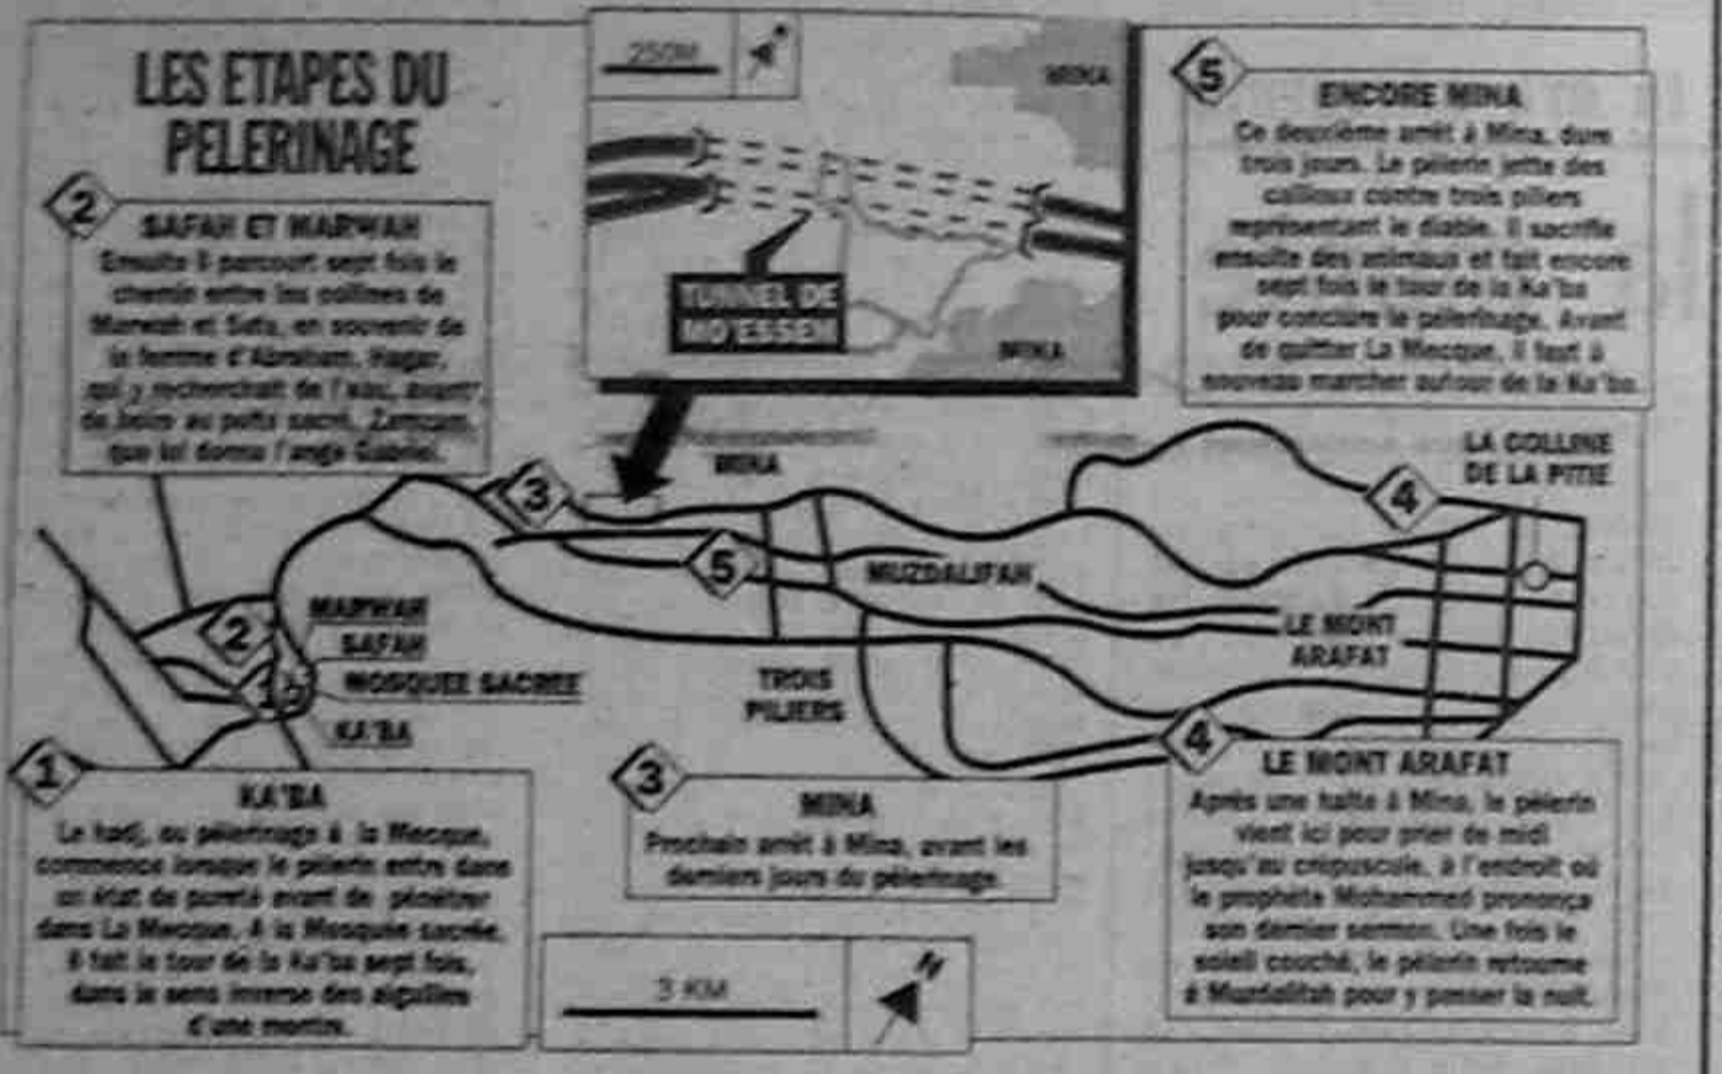 LES ETAPES DU
PELERINAGE
2
SAFAH ET MARWAH
Ensuite il parcourt sept fois le
chemin entre les collines de
Marwah et Safa, en souvenir de
la femme d'Abraham, Hagar,
qui y recherchait de l'eau, avant
de boire au puits sacré, Zamzam,
que lui donna l'ange Gabriel.
250M
MINA
TUNNEL DE
MO'ESSEM
MINA
5
ENCORE MINA
Ce deuxième arrêt à Mina, dure
trois jours. Le pèlerin jette des
cailloux contre trois piliers
représentant le diable. Il sacrifie
ensuite des animaux et fait encore
sept fois le tour de la Ka'ba
pour conclure le pèlerinage. Avant
de quitter La Mecque, il faut à
nouveau marcher autour de la Ka'ba.
3
MINA
4
LA COLLINE
DE LA PITIE
5
MUZDALIFAH
2
MARWAH
SAFAH
1
MOSQUEE SACREE
KA'BA
TROIS
PILIERS
LE MONT
ARAFAT
1
KA'BA
Le hadj, ou pèlerinage à la Mecque,
commence lorsque le pèlerin entre dans
un état de pureté avant de pénétrer
dans La Mecque. A la Mosquée sacrée,
il fait le tour de la Ka'ba sept fois,
dans le sens inverse des aiguilles
d'une montre.
3
MINA
Prochain arrêt à Mina, avant les
derniers jours du pèlerinage
4
LE MONT ARAFAT
Après une halte à Mina, le pèlerin
vient ici pour prier de midi
jusqu'au crépuscule, à l'endroit où
le prophète Mohammed prononça
son dernier sermon. Une fois le
soleil couché, le pèlerin retourne
à Muzdalifah pour y passer la nuit.
3 KM
N